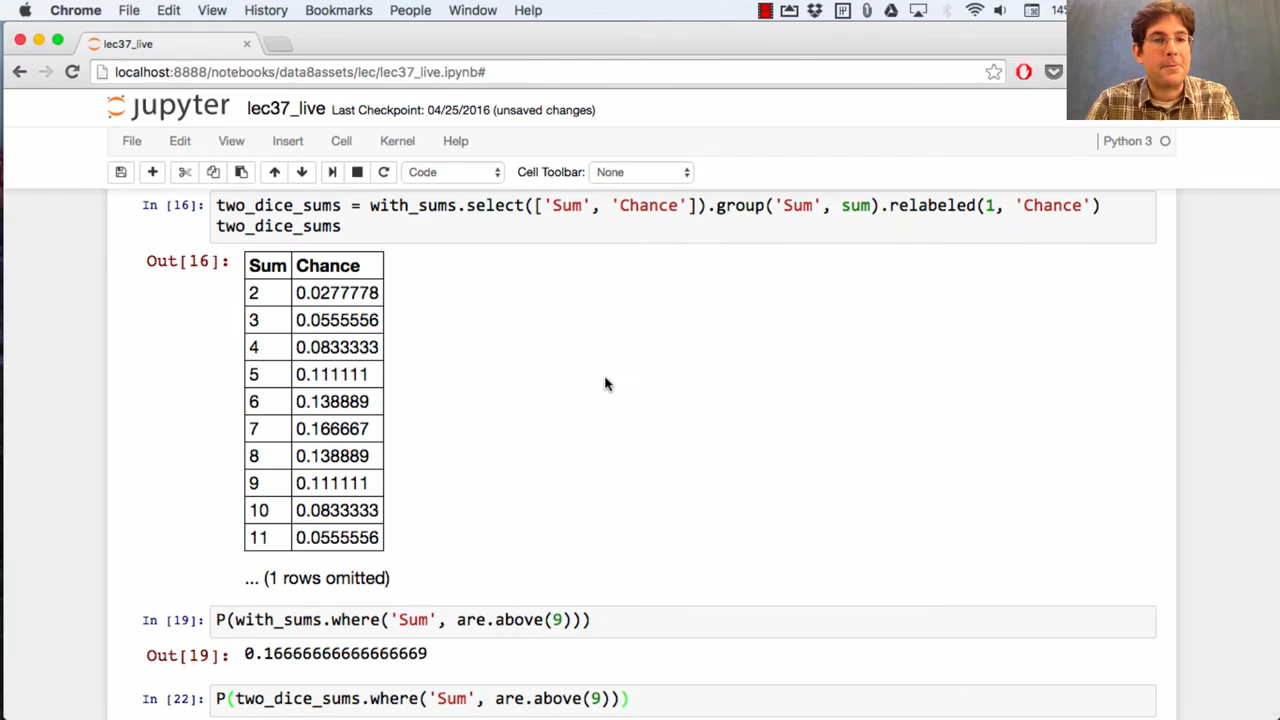 Chrome File Edit View History Bookmarks People Window Help 14%
lec37_live
localhost:8888/notebooks/data8assets/lec/lec37_live.ipynb#
jupyter lec37_live Last Checkpoint: 04/25/2016 (unsaved changes)
File Edit View Insert Cell Kernel Help Python 3
Code Cell Toolbar: None
In [16]: two_dice_sums = with_sums.select(['Sum', 'Chance']).group('Sum', sum).relabeled(1, 'Chance')
two_dice_sums
Out[16]: Sum Chance
2 0.0277778
3 0.0555556
4 0.0833333
5 0.111111
6 0.138889
7 0.166667
8 0.138889
9 0.111111
10 0.0833333
11 0.0555556
... (1 rows omitted)
In [19]: P(with_sums.where('Sum', are.above(9)))
Out[19]: 0.16666666666666669
In [22]: P(two_dice_sums.where('Sum', are.above(9)))